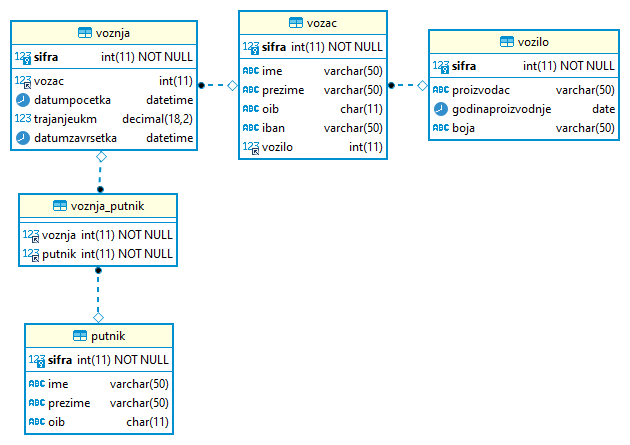 voznja
123 sifra int(11) NOT NULL
123 vozac int(11)
datumpocetka datetime
123 trajanjeukm decimal(18,2)
datumzavrsetka datetime
vozac
123 sifra int(11) NOT NULL
ABC ime varchar(50)
ABC prezime varchar(50)
ABC oib char(11)
ABC iban varchar(50)
123 vozilo int(11)
vozilo
123 sifra int(11) NOT NULL
ABC proizvodac varchar(50)
godinaproizvodnje date
ABC boja varchar(50)
voznja_putnik
123 voznja int(11) NOT NULL
123 putnik int(11) NOT NULL
putnik
123 sifra int(11) NOT NULL
ABC ime varchar(50)
ABC prezime varchar(50)
ABC oib char(11)